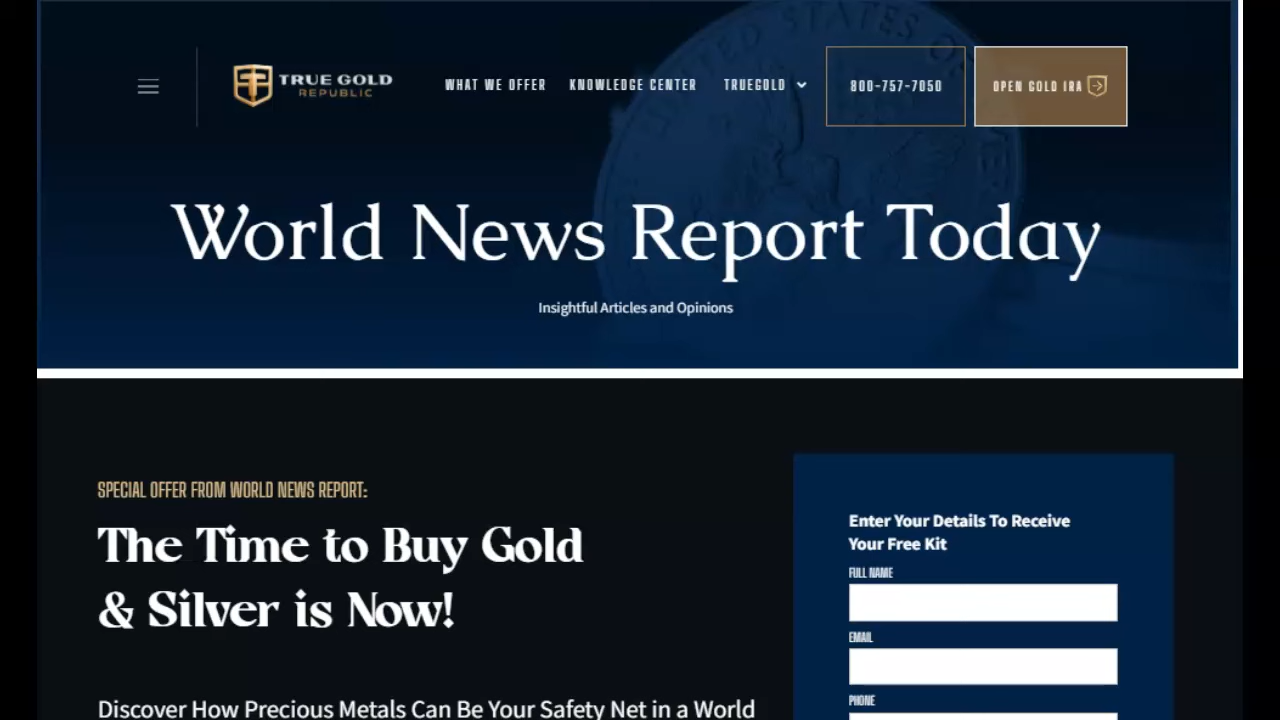 TRUE GOLD
REPUBLIC
WHAT WE OFFER
KNOWLEDGE CENTER
TRUEGOLD
800-757-7050
OPEN GOLD IRA
World News Report Today
Insightful Articles and Opinions
SPECIAL OFFER FROM WORLD NEWS REPORT:
The Time to Buy Gold
& Silver is Now!
Discover How Precious Metals Can Be Your Safety Net in a World
Enter Your Details To Receive
Your Free Kit
FULL NAME
EMAIL
PHONE